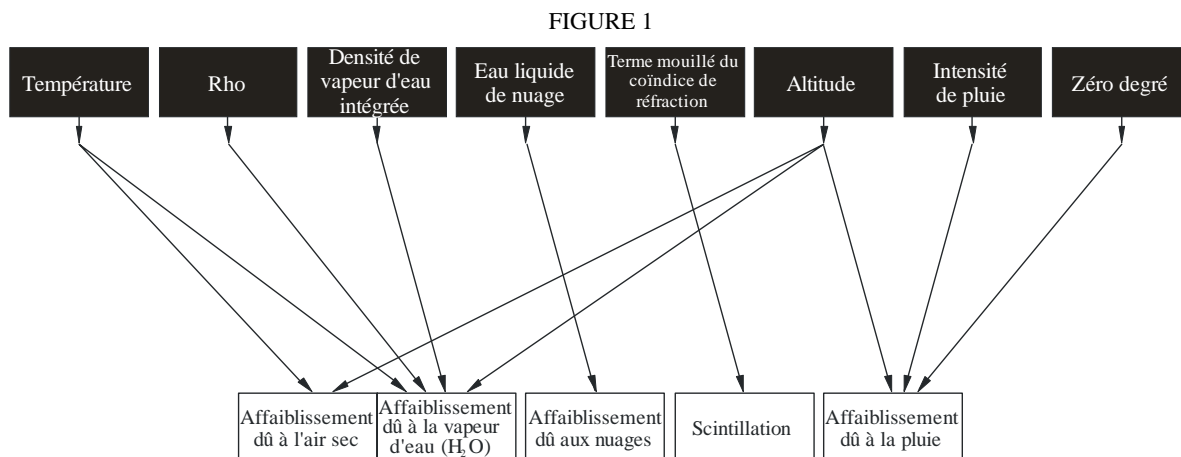 FIGURE 1
Température
Rho
Densité de
vapeur d'eau
intégrée
Eau liquide
de nuage
Terme mouillé du
coïndice de
réfraction
Altitude
Intensité
de pluie
Zéro degré
Affaiblissement
dû à l'air sec
Affaiblissement
dû à la vapeur
d'eau (H₂O)
Affaiblissement
dû aux nuages
Scintillation
Affaiblissement
dû à la pluie